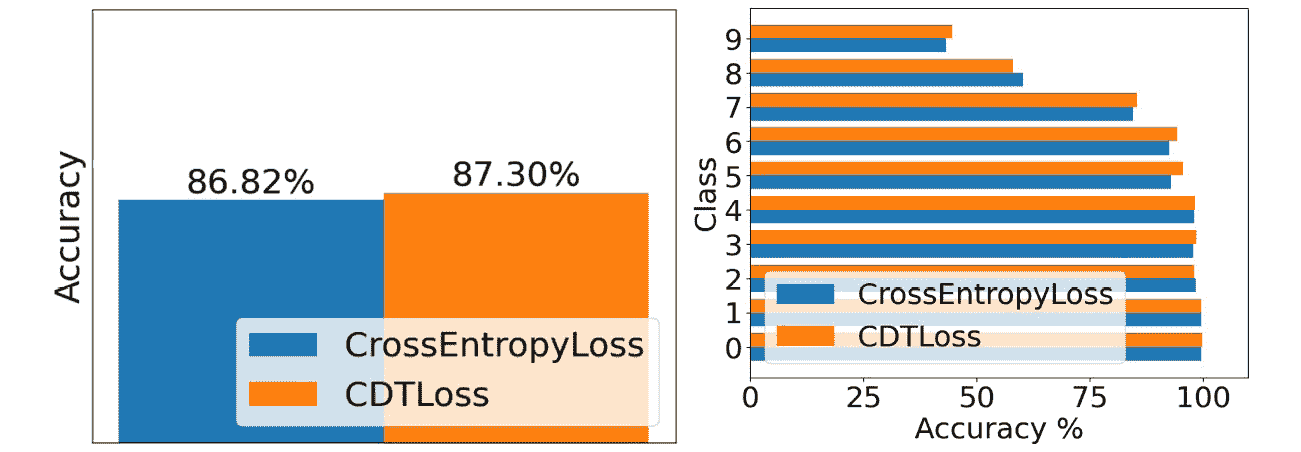 86.82%
87.30%
Accuracy
CrossEntropyLoss
CDTLoss
Class
9
8
7
6
5
4
3
2
1
0
CrossEntropyLoss
CDTLoss
0 25 50 75 100
Accuracy %